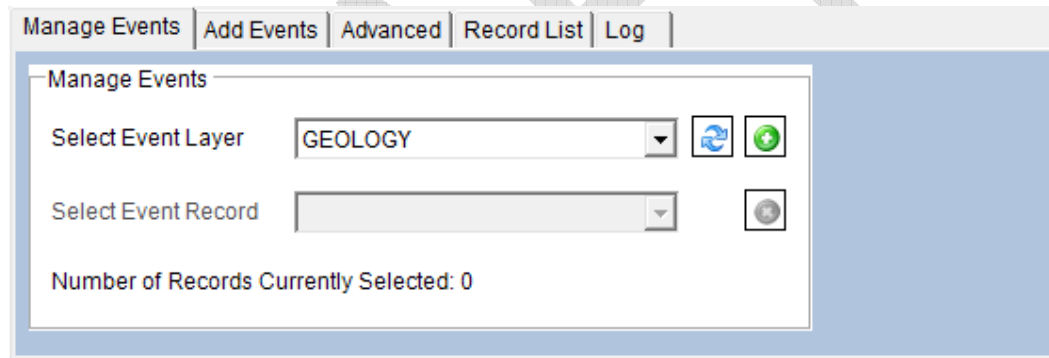 Manage Events Add Events Advanced Record List Log
Manage Events
Select Event Layer GEOLOGY
Select Event Record
Number of Records Currently Selected: 0